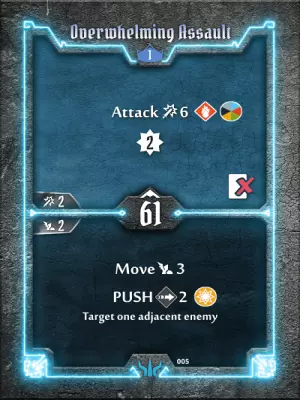 Overwhelming Assault
1
Attack 6
2
2
61
2
Move 3
PUSH 2
Target one adjacent enemy
005